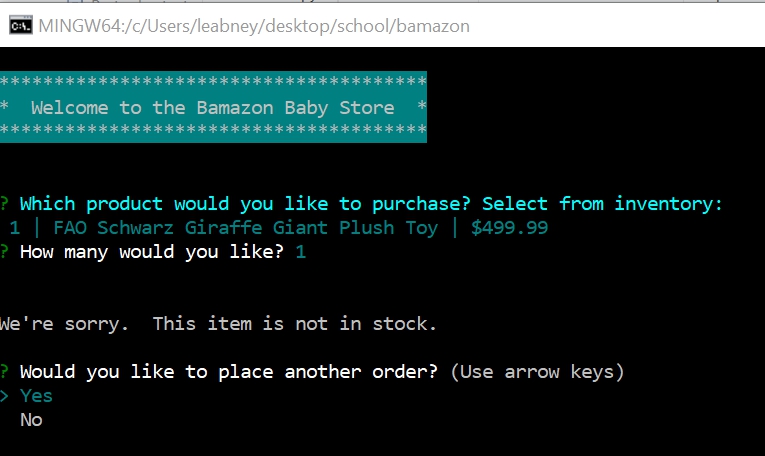 MINGW64:/c/Users/leabney/desktop/school/bamazon
***************************************
*  Welcome to the Bamazon Baby Store  *
***************************************
? Which product would you like to purchase? Select from inventory:
 1 | FAO Schwarz Giraffe Giant Plush Toy | $499.99
? How many would you like? 1
We're sorry.  This item is not in stock.
? Would you like to place another order? (Use arrow keys)
> Yes
  No